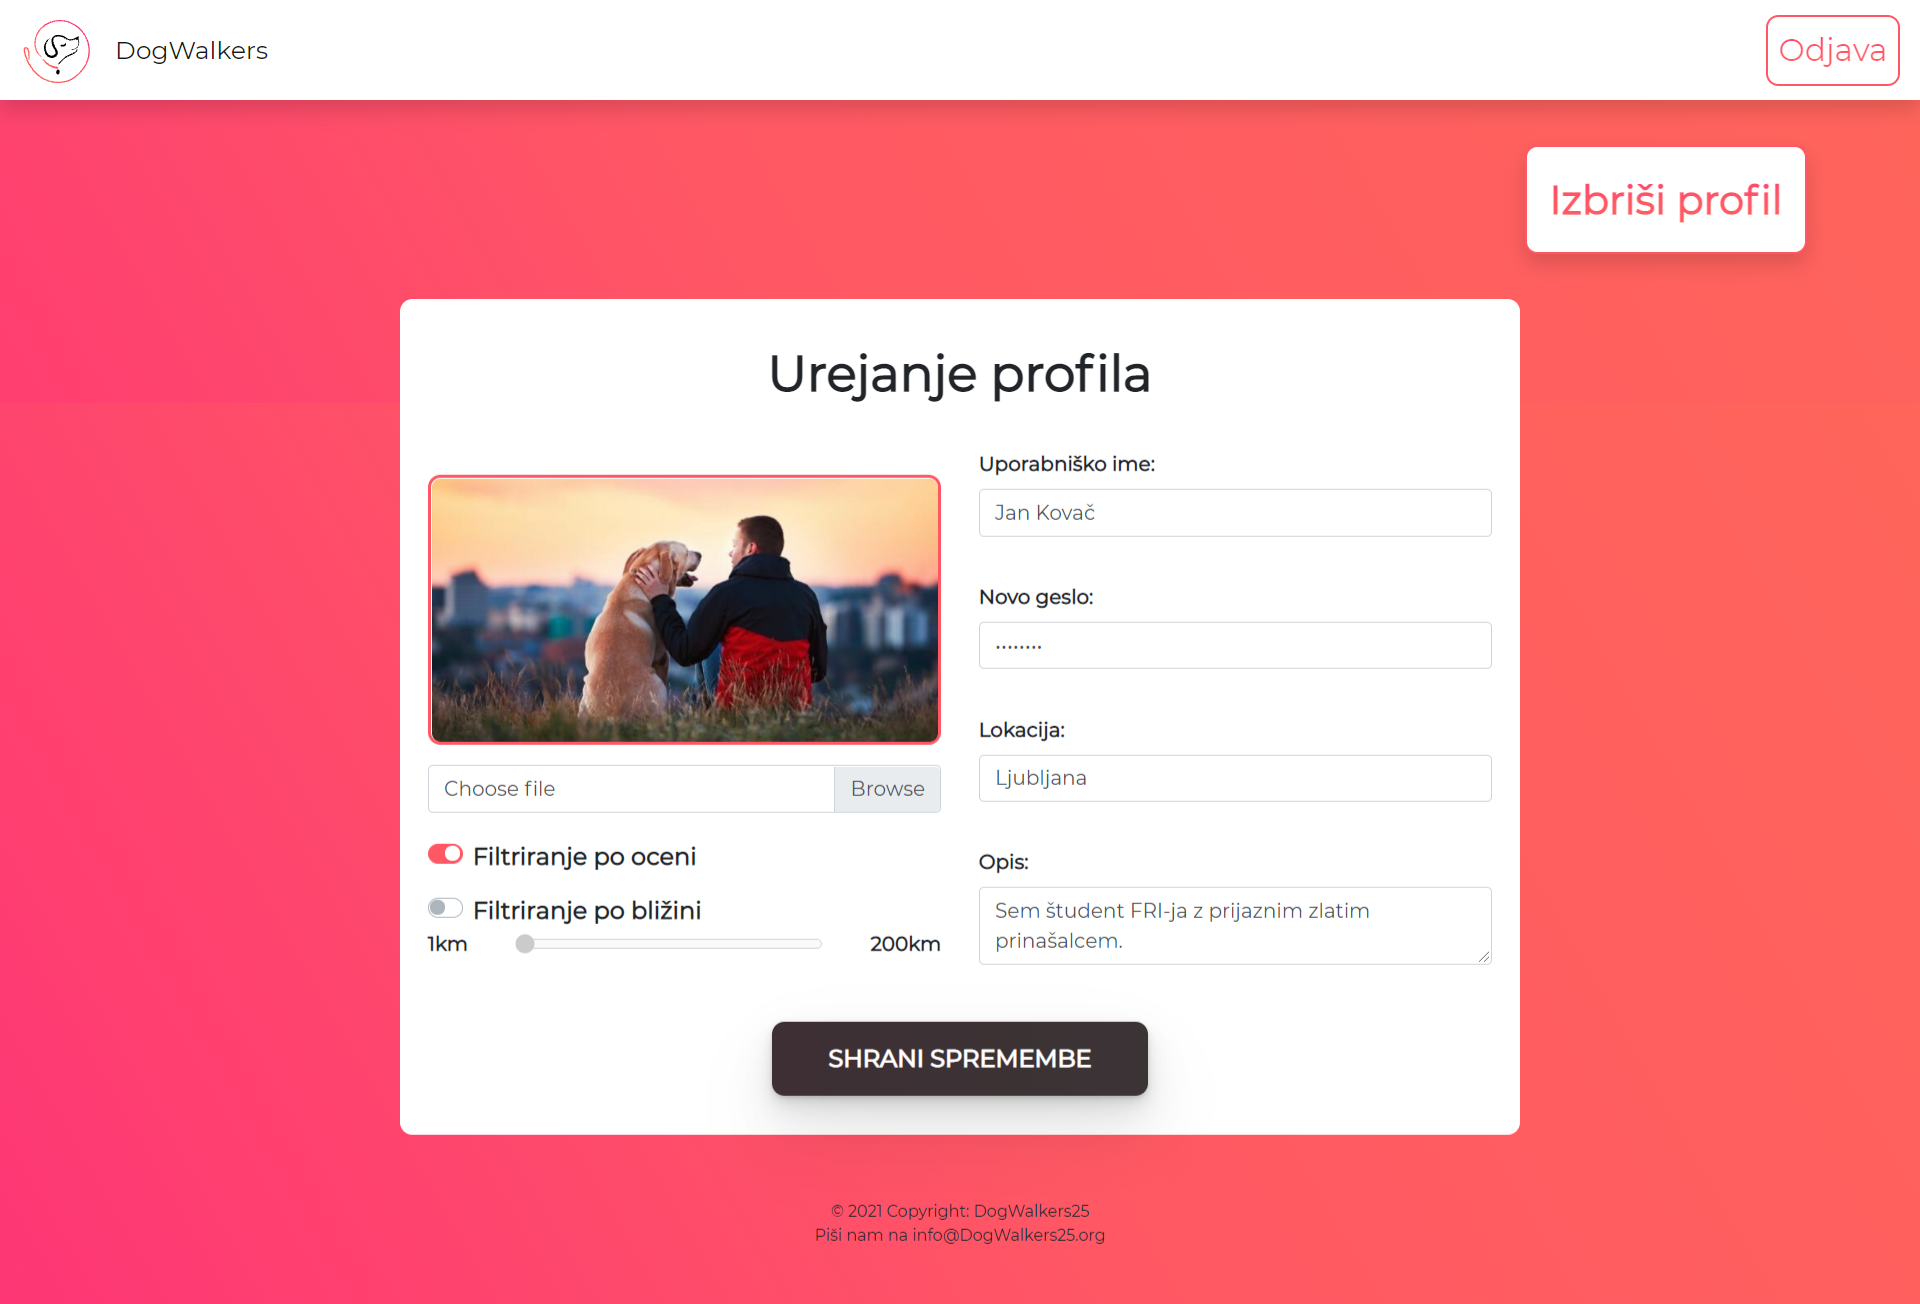 DogWalkers
Odjava
Izbriši profil
Urejanje profila
Choose file
Browse
Filtriranje po oceni
Filtriranje po bližini
1km
200km
Uporabniško ime:
Jan Kovač
Novo geslo:
········
Lokacija:
Ljubljana
Opis:
Sem študent FRI-ja z prijaznim zlatim
prinašalcem.
SHRANI SPREMEMBE
© 2021 Copyright: DogWalkers25
Piši nam na info@DogWalkers25.org